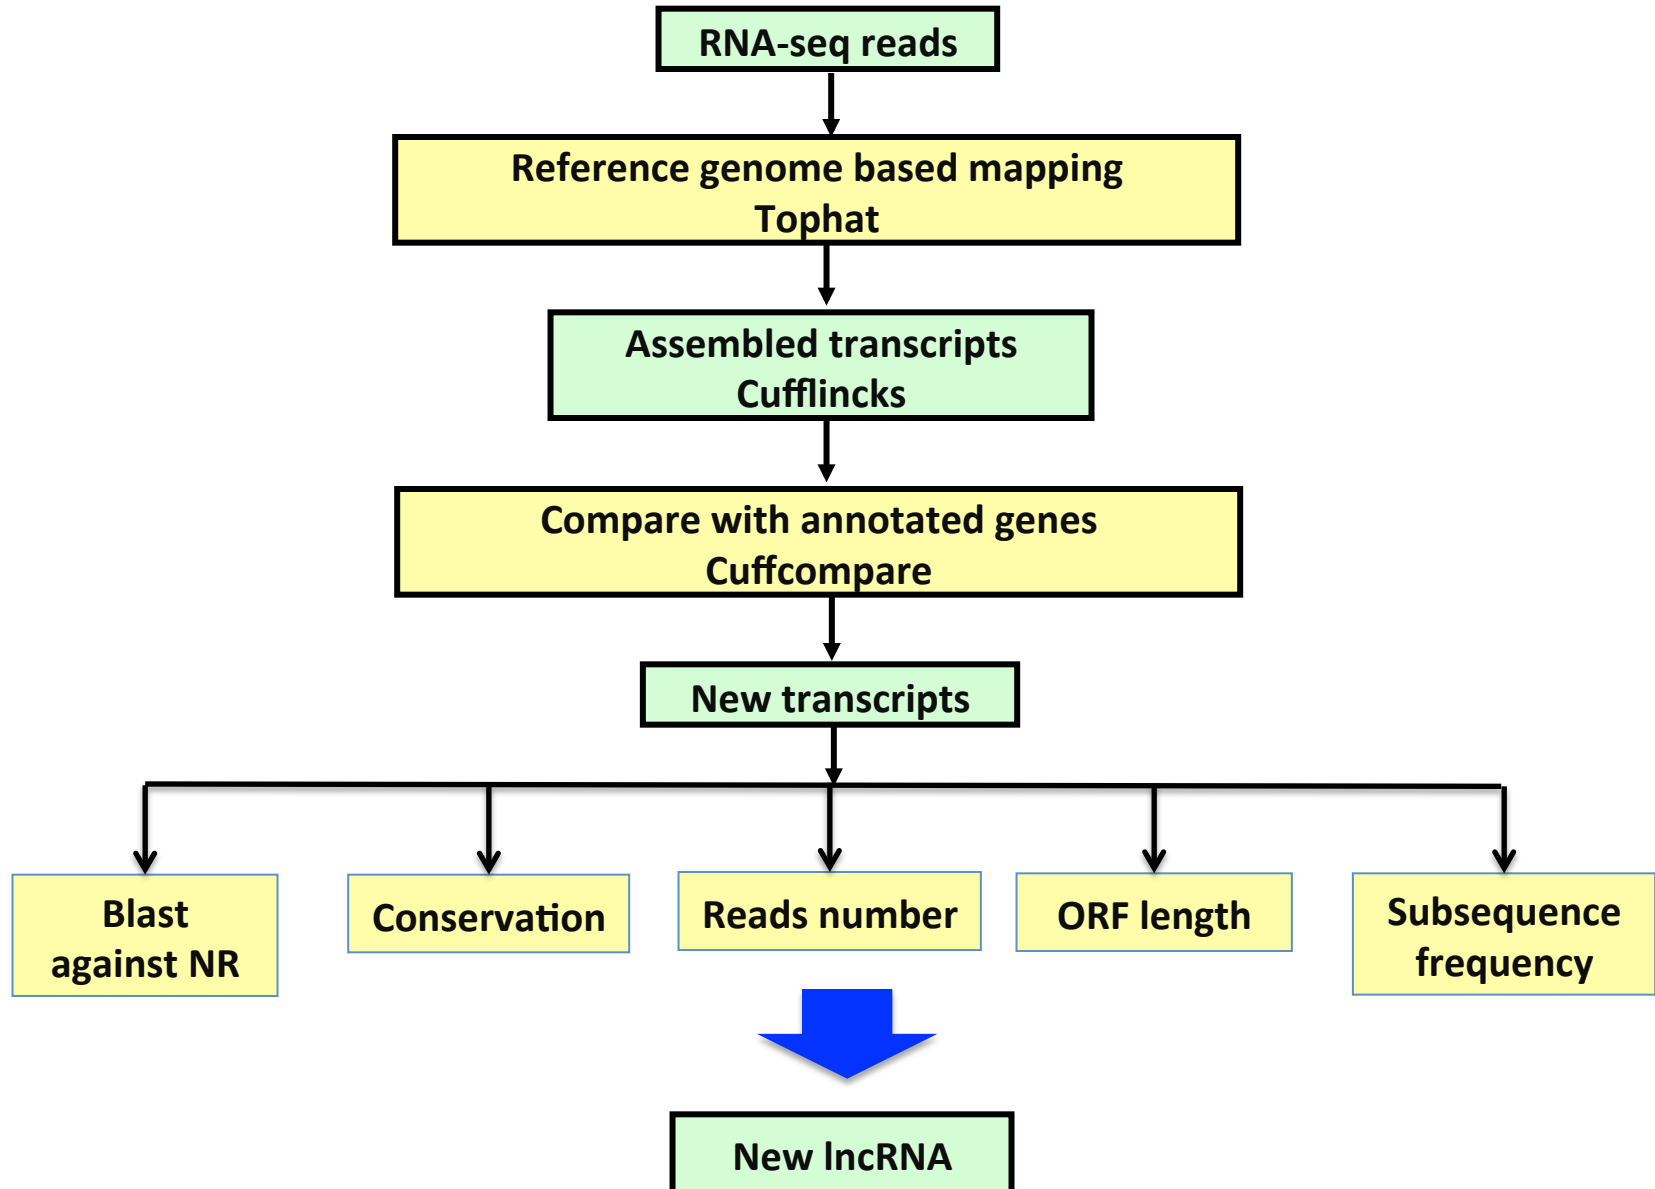 RNA-seq reads
Reference genome based mapping
Tophat
Assembled transcripts
Cufflincks
Compare with annotated genes
Cuffcompare
New transcripts
Blast
against NR
Conservation
Reads number
ORF length
Subsequence
frequency
New lncRNA